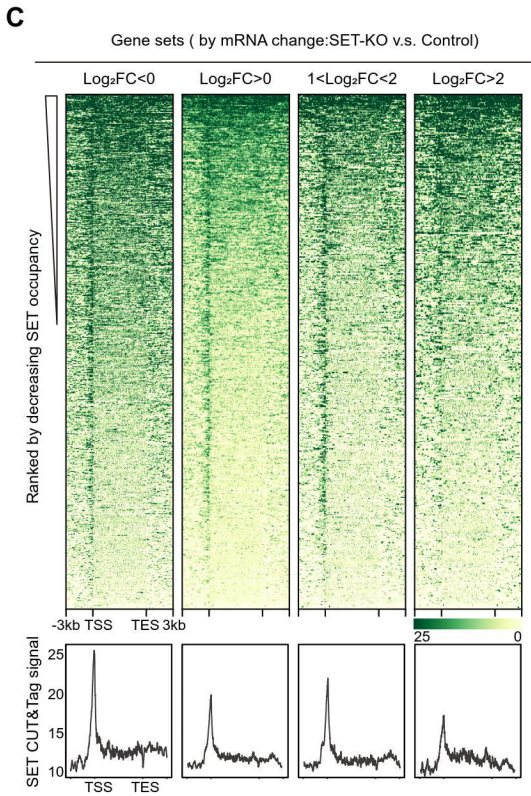 C
Gene sets ( by mRNA change:SET-KO v.s. Control)
Log₂FC<0 Log₂FC>0 1<Log₂FC<2 Log₂FC>2
Ranked by decreasing SET occupancy
-3kb TSS TES 3kb
25 0
SET CUT&Tag signal
25
20
15
10
TSS TES